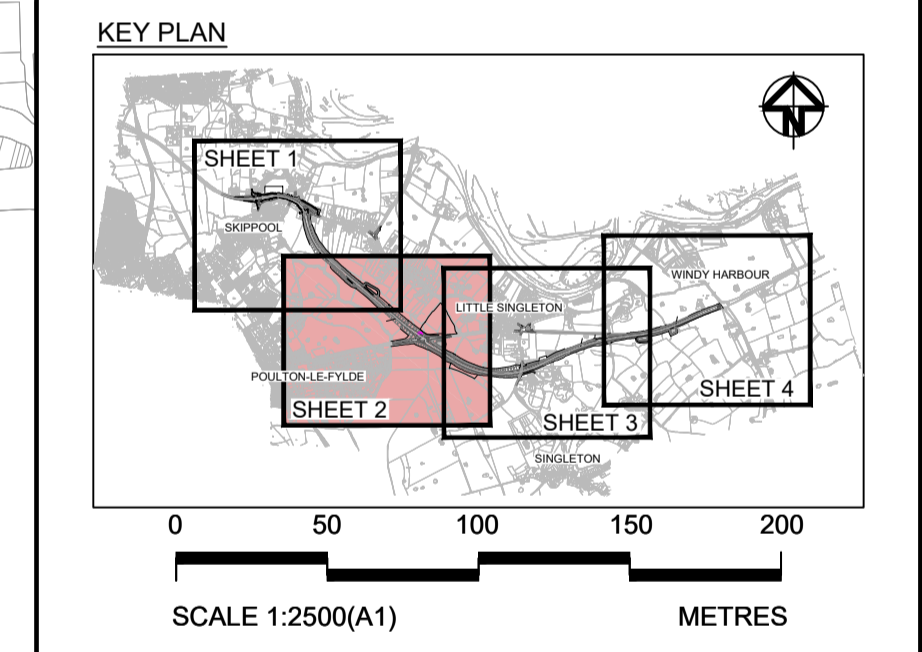 KEY PLAN
N
SHEET 1
SKIPPOOL
WINDY HARBOUR
LITTLE SINGLETON
POULTON-LE-FYLDE
SHEET 4
SHEET 2
SHEET 3
SINGLETON
0 50 100 150 200
SCALE 1:2500(A1) METRES